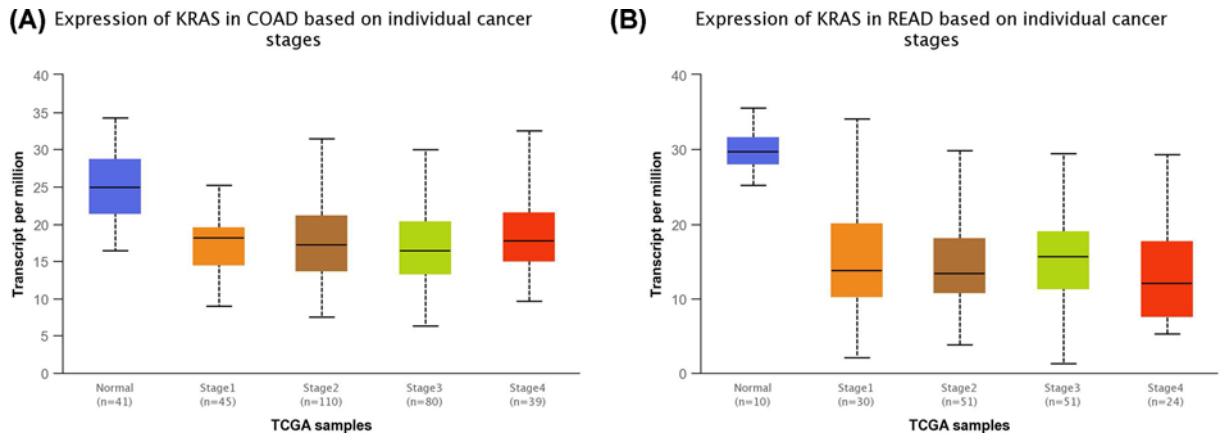 (A) Expression of KRAS in COAD based on individual cancer
stages
40
35
30
25
20
15
10
5
0
Transcript per million
Normal Stage1 Stage2 Stage3 Stage4
(n=41) (n=45) (n=110) (n=80) (n=39)
TCGA samples
(B) Expression of KRAS in READ based on individual cancer
stages
40
30
20
10
0
Transcript per million
Normal Stage1 Stage2 Stage3 Stage4
(n=10) (n=30) (n=51) (n=51) (n=24)
TCGA samples